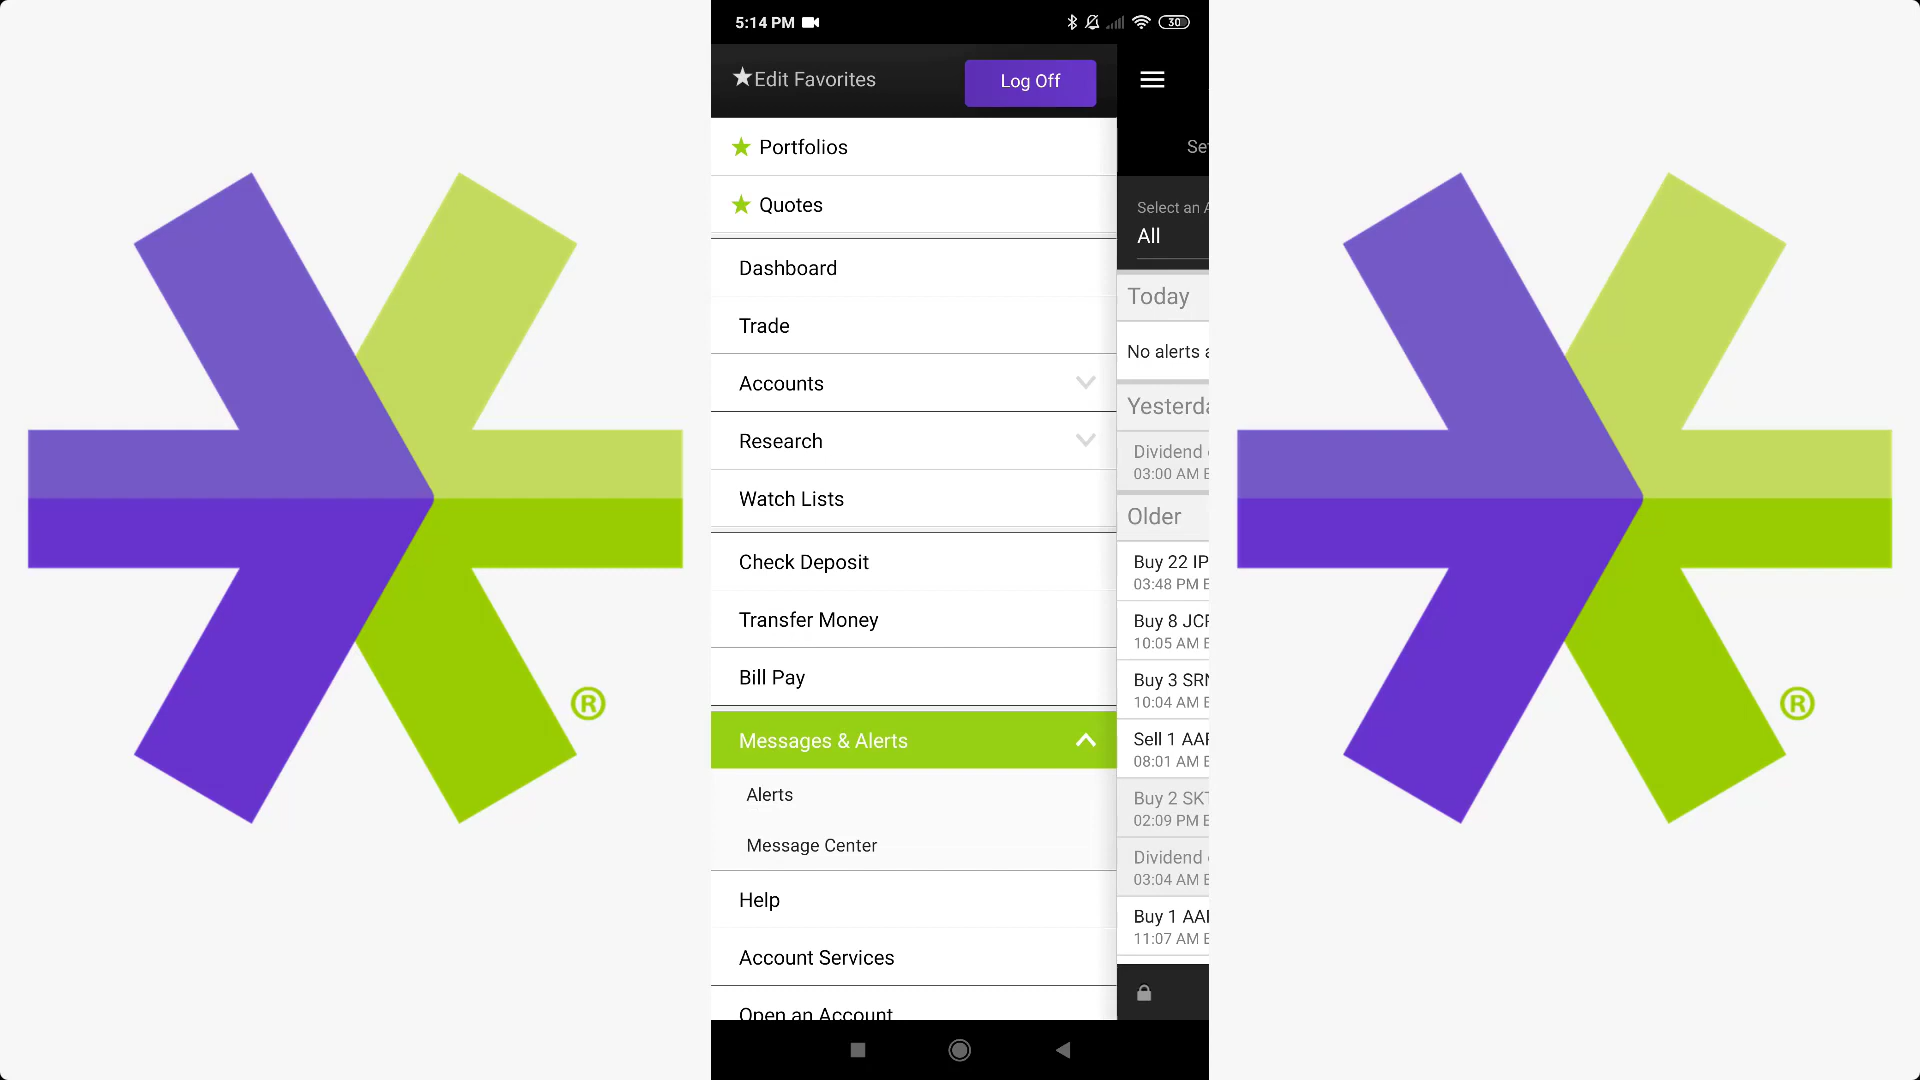 5:14 PM
30
Edit Favorites
Log Off
Portfolios
Quotes
Dashboard
Trade
Accounts
Research
Watch Lists
Check Deposit
Transfer Money
Bill Pay
Messages & Alerts
Alerts
Message Center
Help
Account Services
Open an Account
Select an
All
Today
No alerts
Dividend
03:00 AM
Older
Buy 22
03:48 PM
Buy 8
10:05 AM
Buy 3
10:04 AM
Sell 1
08:01 AM
Buy 2
02:09 PM
Dividend
03:04 AM
Buy 1
11:07 AM
®
®